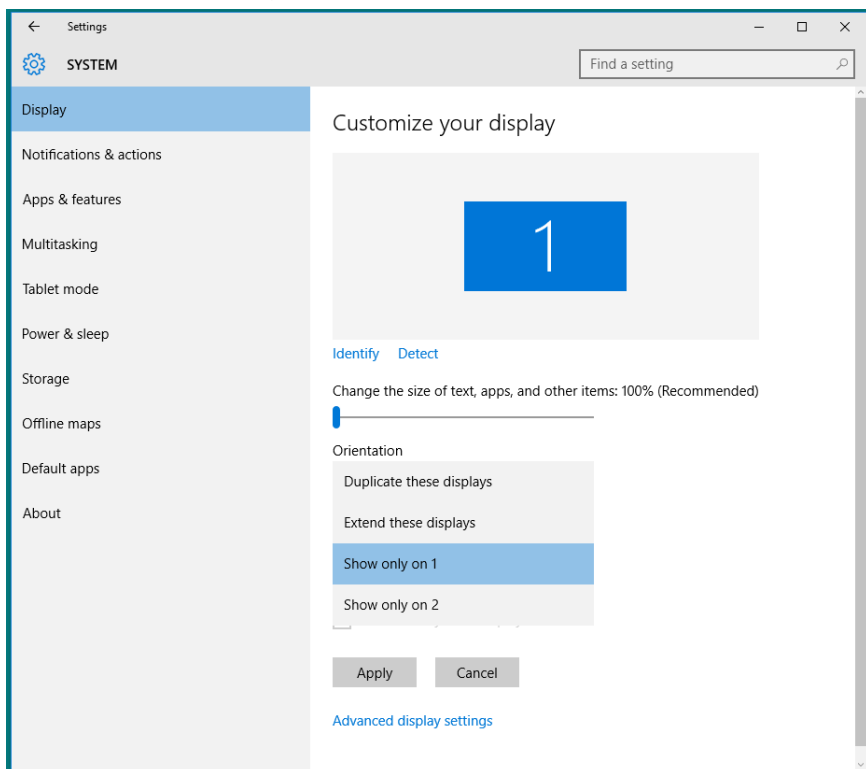 Settings
SYSTEM
Find a setting
Display
Notifications & actions
Apps & features
Multitasking
Tablet mode
Power & sleep
Storage
Offline maps
Default apps
About
Customize your display
1
Identify Detect
Change the size of text, apps, and other items: 100% (Recommended)
Orientation
Duplicate these displays
Extend these displays
Show only on 1
Show only on 2
Apply Cancel
Advanced display settings